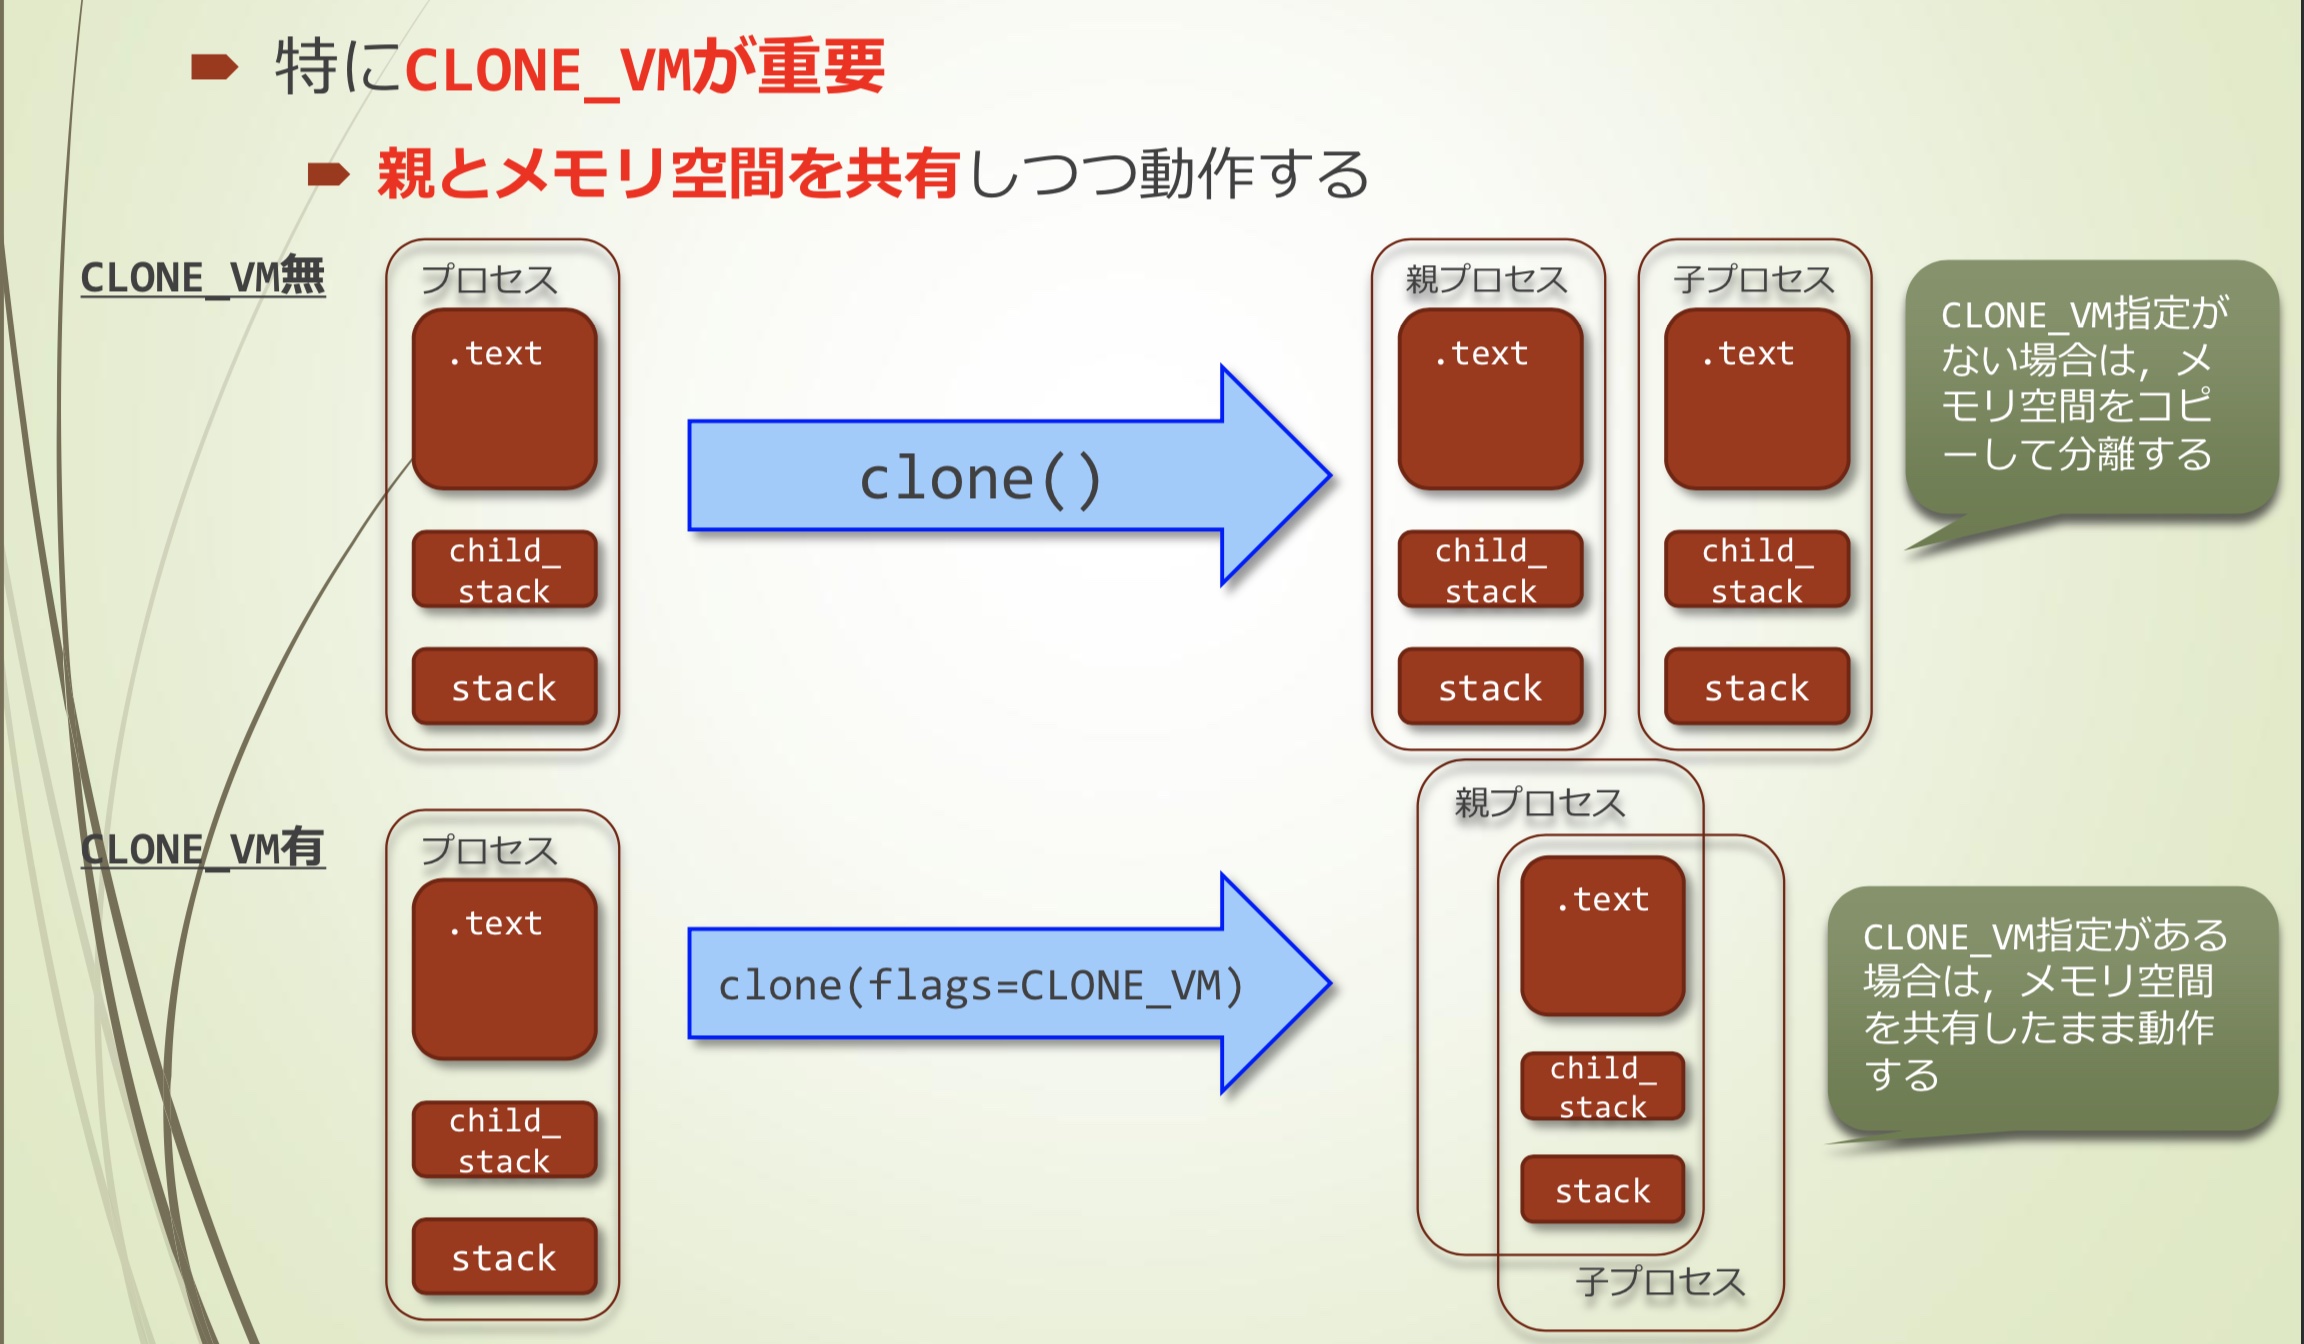 特にCLONE_VMが重要
親とメモリ空間を共有しつつ動作する
CLONE_VM無
プロセス
.text
child_
stack
stack
clone()
親プロセス
.text
child_
stack
stack
子プロセス
.text
child_
stack
stack
CLONE_VM指定が
ない場合は，メ
モリ空間をコピ
ーして分離する
CLONE_VM有
プロセス
.text
child_
stack
stack
clone(flags=CLONE_VM)
親プロセス
.text
child_
stack
stack
子プロセス
CLONE_VM指定がある
場合は，メモリ空間
を共有したまま動作
する